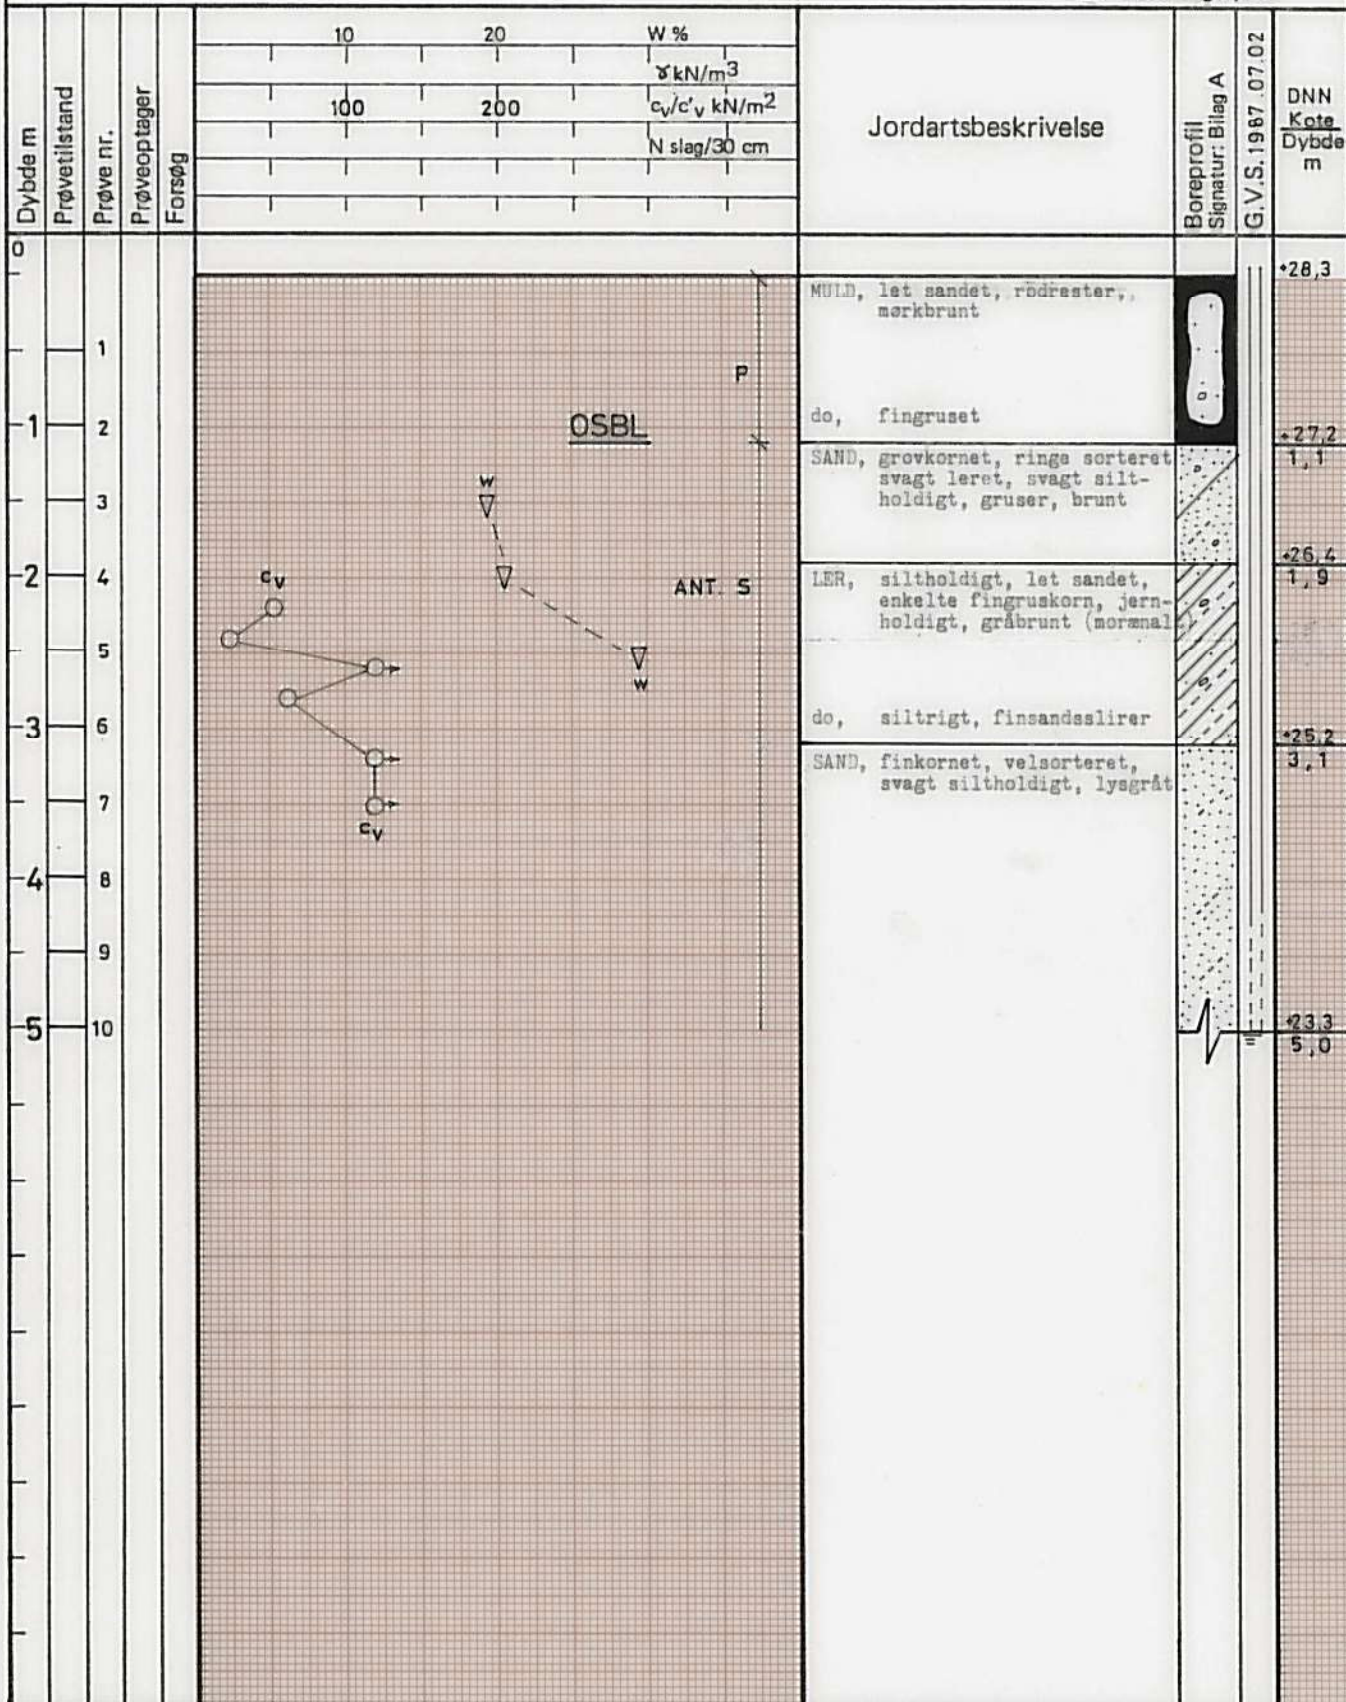 10 20 W %
γ kN/m3
100 200 cv/c'v kN/m2
N slag/30 cm
Dybde m
Prøvetilstand
Prøve nr.
Prøveoptager
Forsøg
Jordartsbeskrivelse
Boreprofil
Signatur: Bilag A
G.V.S. 1987.07.02
DNN
Kote
Dybde
m
0
+28,3
MULD, let sandet, rodrester,
mørkbrunt
1
P
do, fingruset
1 2
OSBL
+27,2
1,1
SAND, grovkornet, ringe sorteret
svagt leret, svagt silt-
holdigt, gruser, brunt
w
3
+26,4
1,9
2 4
cv
ANT. S
LER, siltholdigt, let sandet,
enkelte fingruskorn, jern-
holdigt, gråbrunt (morænel)
5
w
do, siltrigt, finsandsslirer
3 6
+25,2
3,1
SAND, finkornet, velsorteret,
svagt siltholdigt, lysgråt
7
cv
4 8
9
5 10
+23,3
5,0